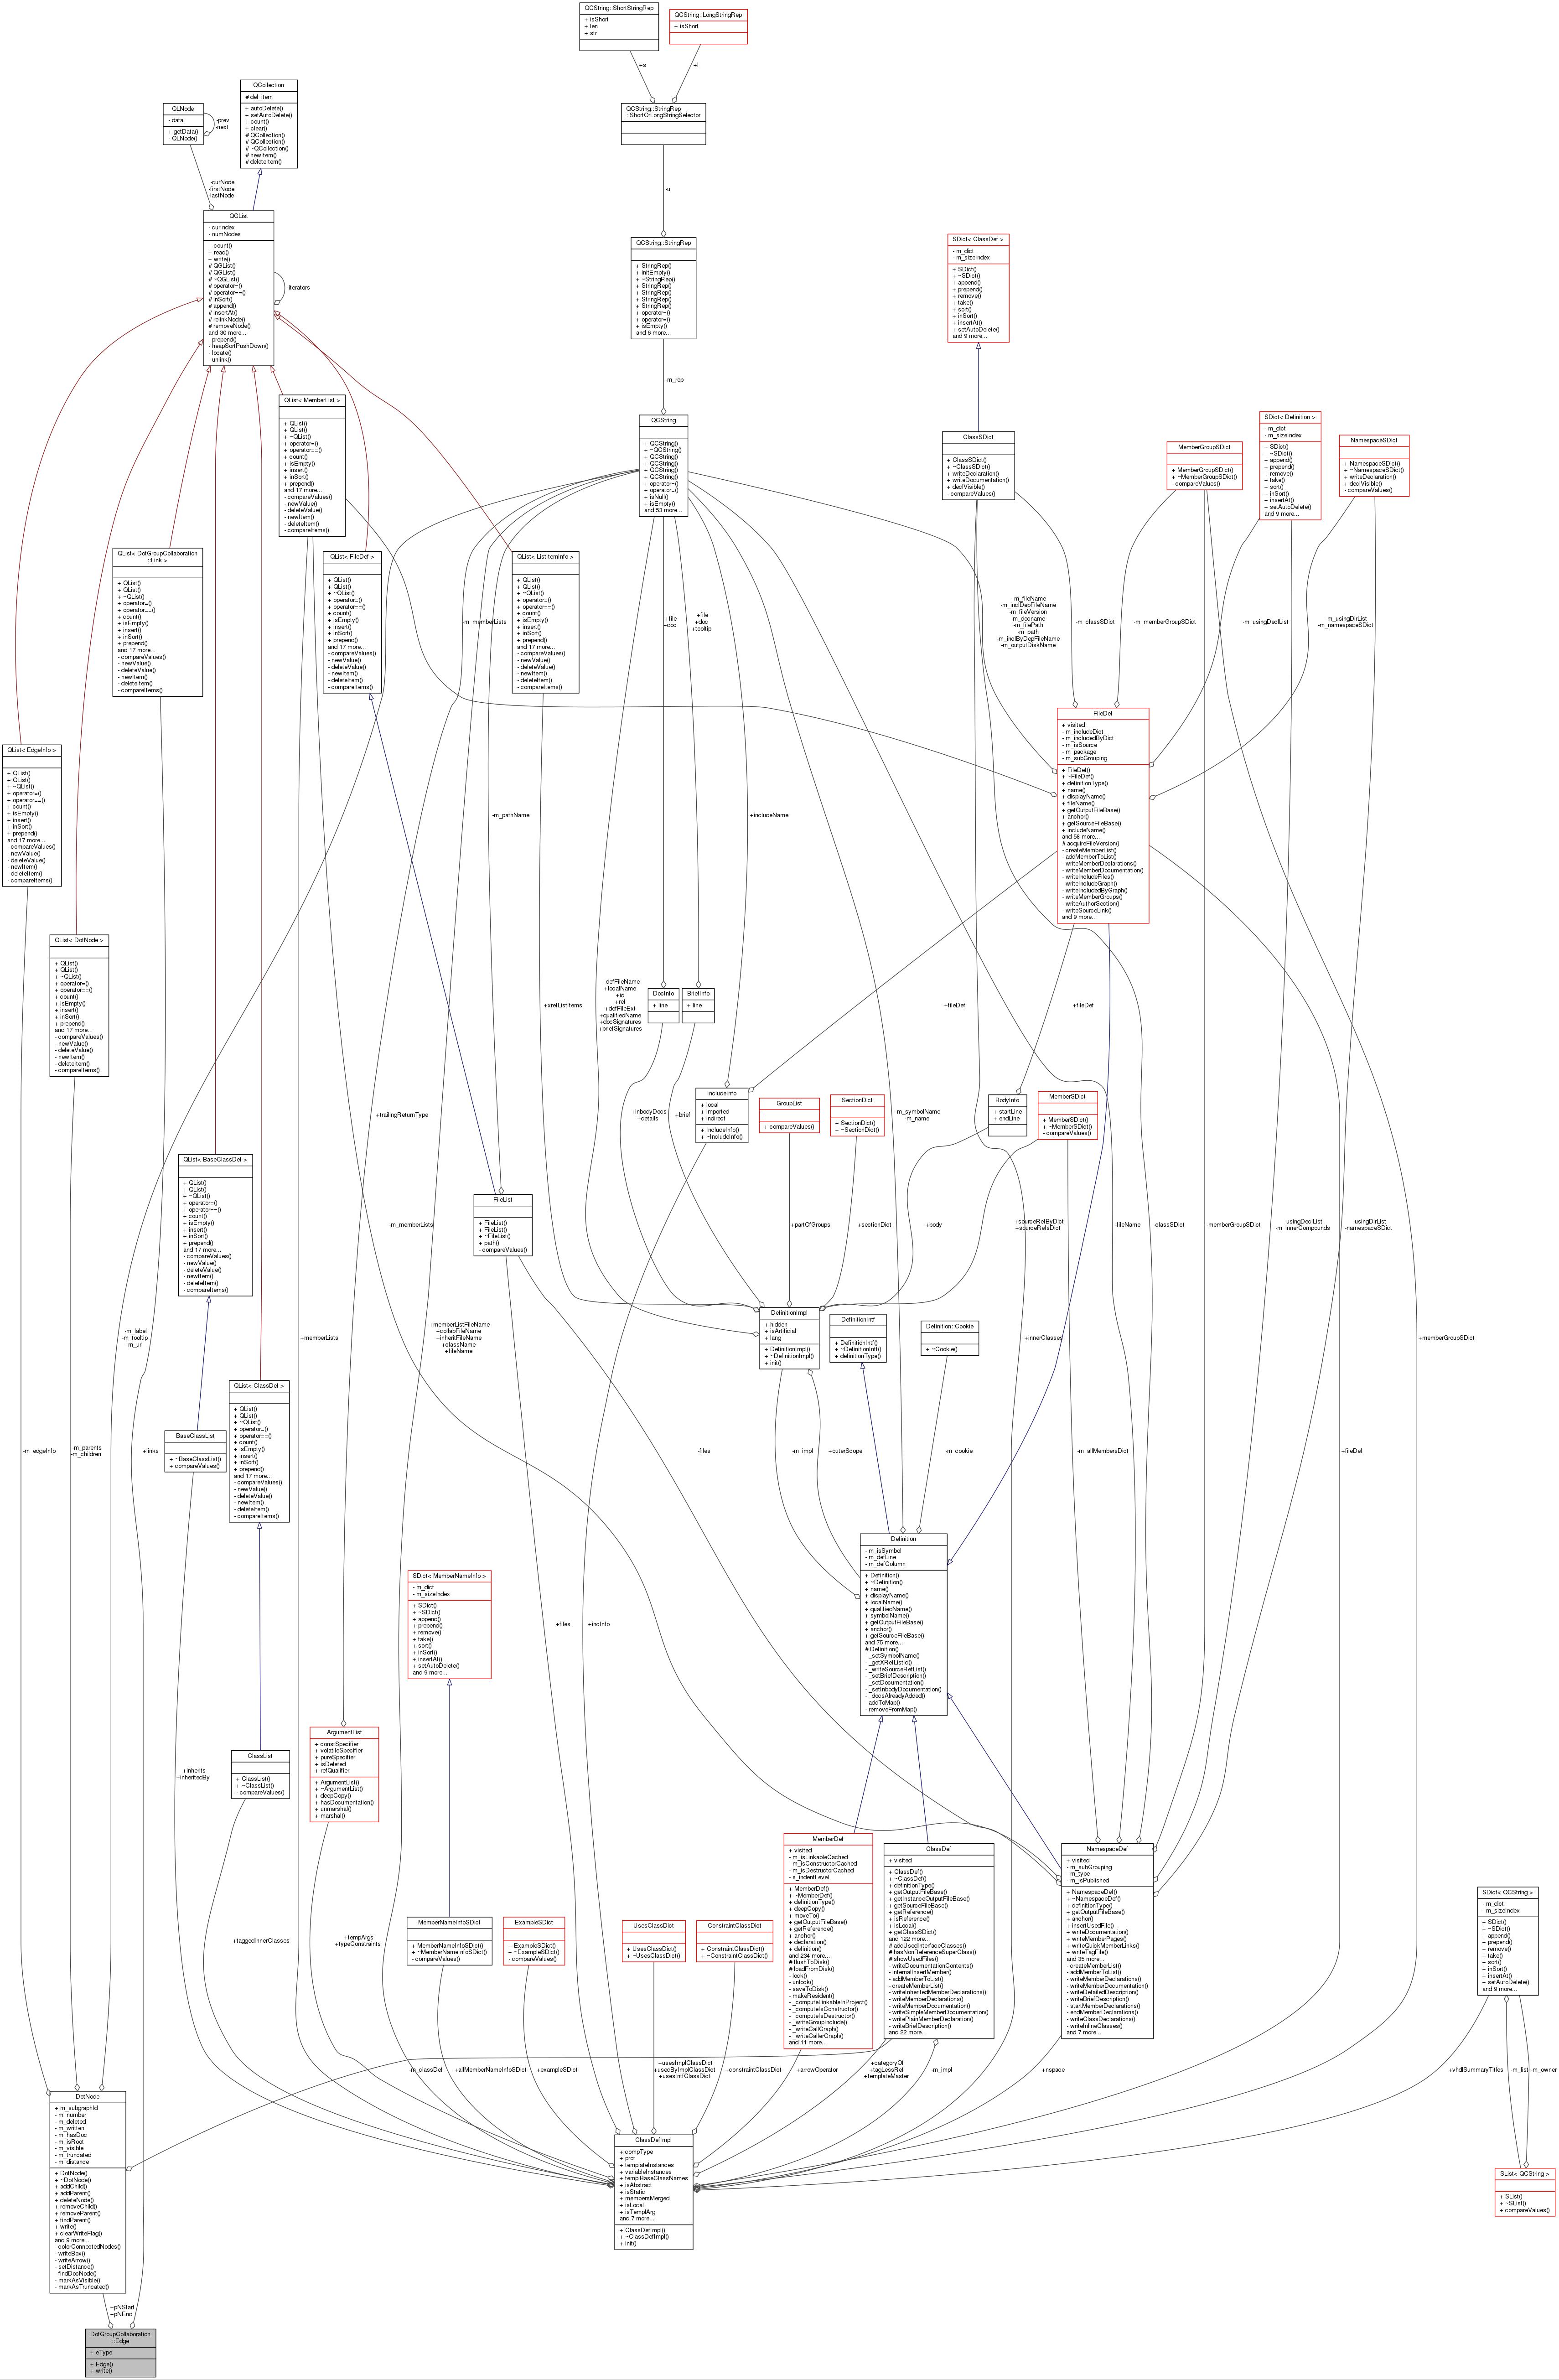 QCString::ShortStringRep
+ isShort
+ len
+ str
QCString::LongStringRep
+ isShort
+s
+l
QCString::StringRep
::ShortOrLongStringSelector
QCollection
# del_item
+ autoDelete()
+ setAutoDelete()
+ count()
+ clear()
# QCollection()
# QCollection()
# ~QCollection()
# newItem()
# deleteItem()
QLNode
- data
+ getData()
- QLNode()
-prev
-next
-curNode
-firstNode
-lastNode
-u
QGList
- curIndex
- numNodes
+ count()
+ read()
+ write()
# QGList()
# QGList()
# ~QGList()
# operator=()
# operator==()
# inSort()
# append()
# insertAt()
# relinkNode()
# removeNode()
and 30 more...
- prepend()
- heapSortPushDown()
- locate()
- unlink()
-iterators
QCString::StringRep
+ StringRep()
+ initEmpty()
+ ~StringRep()
+ StringRep()
+ StringRep()
+ StringRep()
+ StringRep()
+ operator=()
+ operator=()
+ isEmpty()
and 6 more...
-m_rep
SDict< ClassDef >
- m_dict
- m_sizeIndex
+ SDict()
+ ~SDict()
+ append()
+ prepend()
+ remove()
+ take()
+ sort()
+ inSort()
+ insertAt()
+ setAutoDelete()
and 9 more...
QList< MemberList >
+ QList()
+ QList()
+ ~QList()
+ operator=()
+ operator==()
+ count()
+ isEmpty()
+ insert()
+ inSort()
+ prepend()
and 17 more...
- compareValues()
- newValue()
- deleteValue()
- newItem()
- deleteItem()
- compareItems()
QCString
+ QCString()
+ ~QCString()
+ QCString()
+ QCString()
+ QCString()
+ QCString()
+ operator=()
+ operator=()
+ isNull()
+ isEmpty()
and 53 more...
ClassSDict
+ ClassSDict()
+ ~ClassSDict()
+ writeDeclaration()
+ writeDocumentation()
+ declVisible()
- compareValues()
MemberGroupSDict
+ MemberGroupSDict()
+ ~MemberGroupSDict()
- compareValues()
SDict< Definition >
- m_dict
- m_sizeIndex
+ SDict()
+ ~SDict()
+ append()
+ prepend()
+ remove()
+ take()
+ sort()
+ inSort()
+ insertAt()
+ setAutoDelete()
and 9 more...
NamespaceSDict
+ NamespaceSDict()
+ ~NamespaceSDict()
+ writeDeclaration()
+ declVisible()
- compareValues()
QList< DotGroupCollaboration
::Link >
+ QList()
+ QList()
+ ~QList()
+ operator=()
+ operator==()
+ count()
+ isEmpty()
+ insert()
+ inSort()
+ prepend()
and 17 more...
- compareValues()
- newValue()
- deleteValue()
- newItem()
- deleteItem()
- compareItems()
QList< FileDef >
+ QList()
+ QList()
+ ~QList()
+ operator=()
+ operator==()
+ count()
+ isEmpty()
+ insert()
+ inSort()
+ prepend()
and 17 more...
- compareValues()
- newValue()
- deleteValue()
- newItem()
- deleteItem()
- compareItems()
QList< ListItemInfo >
+ QList()
+ QList()
+ ~QList()
+ operator=()
+ operator==()
+ count()
+ isEmpty()
+ insert()
+ inSort()
+ prepend()
and 17 more...
- compareValues()
- newValue()
- deleteValue()
- newItem()
- deleteItem()
- compareItems()
-m_memberLists
+file
+doc
+file
+doc
+tooltip
-m_fileName
-m_inclDepFileName
-m_fileVersion
-m_docname
-m_filePath
-m_path
-m_inclByDepFileName
-m_outputDiskName
-m_classSDict
-m_memberGroupSDict
-m_usingDeclList
-m_usingDirList
-m_namespaceSDict
FileDef
+ visited
- m_includeDict
- m_includedByDict
- m_isSource
- m_package
- m_subGrouping
+ FileDef()
+ ~FileDef()
+ definitionType()
+ name()
+ displayName()
+ fileName()
+ getOutputFileBase()
+ anchor()
+ getSourceFileBase()
+ includeName()
and 58 more...
# acquireFileVersion()
- createMemberList()
- addMemberToList()
- writeMemberDeclarations()
- writeMemberDocumentation()
- writeIncludeFiles()
- writeIncludeGraph()
- writeIncludedByGraph()
- writeMemberGroups()
- writeAuthorSection()
- writeSourceLink()
and 9 more...
QList< EdgeInfo >
+ QList()
+ QList()
+ ~QList()
+ operator=()
+ operator==()
+ count()
+ isEmpty()
+ insert()
+ inSort()
+ prepend()
and 17 more...
- compareValues()
- newValue()
- deleteValue()
- newItem()
- deleteItem()
- compareItems()
-m_pathName
+includeName
QList< DotNode >
+ QList()
+ QList()
+ ~QList()
+ operator=()
+ operator==()
+ count()
+ isEmpty()
+ insert()
+ inSort()
+ prepend()
and 17 more...
- compareValues()
- newValue()
- deleteValue()
- newItem()
- deleteItem()
- compareItems()
+xrefListItems
+defFileName
+localName
+id
+ref
+defFileExt
+qualifiedName
+docSignatures
+briefSignatures
DocInfo
+ line
BriefInfo
+ line
+fileDef
+fileDef
+trailingReturnType
+inbodyDocs
+details
+brief
IncludeInfo
+ local
+ imported
+ indirect
+ IncludeInfo()
+ ~IncludeInfo()
GroupList
+ compareValues()
SectionDict
+ SectionDict()
+ ~SectionDict()
-m_symbolName
-m_name
BodyInfo
+ startLine
+ endLine
MemberSDict
+ MemberSDict()
+ ~MemberSDict()
- compareValues()
QList< BaseClassDef >
+ QList()
+ QList()
+ ~QList()
+ operator=()
+ operator==()
+ count()
+ isEmpty()
+ insert()
+ inSort()
+ prepend()
and 17 more...
- compareValues()
- newValue()
- deleteValue()
- newItem()
- deleteItem()
- compareItems()
-m_memberLists
FileList
+ FileList()
+ FileList()
+ ~FileList()
+ path()
- compareValues()
+partOfGroups
+sectionDict
+body
+sourceRefByDict
+sourceRefsDict
-fileName
-classSDict
-memberGroupSDict
-usingDeclList
-m_innerCompounds
-usingDirList
-namespaceSDict
-m_label
-m_tooltip
-m_url
+memberLists
+memberListFileName
+collabFileName
+inheritFileName
+className
+fileName
DefinitionImpl
+ hidden
+ isArtificial
+ lang
+ DefinitionImpl()
+ ~DefinitionImpl()
+ init()
DefinitionIntf
+ DefinitionIntf()
+ ~DefinitionIntf()
+ definitionType()
Definition::Cookie
+ ~Cookie()
+innerClasses
+memberGroupSDict
QList< ClassDef >
+ QList()
+ QList()
+ ~QList()
+ operator=()
+ operator==()
+ count()
+ isEmpty()
+ insert()
+ inSort()
+ prepend()
and 17 more...
- compareValues()
- newValue()
- deleteValue()
- newItem()
- deleteItem()
- compareItems()
-m_edgeInfo
-m_parents
-m_children
+links
BaseClassList
+ ~BaseClassList()
+ compareValues()
-files
-m_impl
+outerScope
-m_cookie
-m_allMembersDict
+fileDef
Definition
- m_isSymbol
- m_defLine
- m_defColumn
+ Definition()
+ ~Definition()
+ name()
+ displayName()
+ localName()
+ qualifiedName()
+ symbolName()
+ getOutputFileBase()
+ anchor()
+ getSourceFileBase()
and 75 more...
# Definition()
- _setSymbolName()
- _getXRefListId()
- _writeSourceRefList()
- _setBriefDescription()
- _setDocumentation()
- _setInbodyDocumentation()
- _docsAlreadyAdded()
- addToMap()
- removeFromMap()
SDict< MemberNameInfo >
- m_dict
- m_sizeIndex
+ SDict()
+ ~SDict()
+ append()
+ prepend()
+ remove()
+ take()
+ sort()
+ inSort()
+ insertAt()
+ setAutoDelete()
and 9 more...
+files
+incInfo
ArgumentList
+ constSpecifier
+ volatileSpecifier
+ pureSpecifier
+ isDeleted
+ refQualifier
+ ArgumentList()
+ ~ArgumentList()
+ deepCopy()
+ hasDocumentation()
+ unmarshal()
+ marshal()
+inherits
+inheritedBy
ClassList
+ ClassList()
+ ~ClassList()
- compareValues()
MemberDef
+ visited
- m_isLinkableCached
- m_isConstructorCached
- m_isDestructorCached
- s_indentLevel
+ MemberDef()
+ ~MemberDef()
+ definitionType()
+ deepCopy()
+ moveTo()
+ getOutputFileBase()
+ getReference()
+ anchor()
+ declaration()
+ definition()
and 234 more...
# flushToDisk()
# loadFromDisk()
- lock()
- unlock()
- saveToDisk()
- makeResident()
- _computeLinkableInProject()
- _computeIsConstructor()
- _computeIsDestructor()
- _writeGroupInclude()
- _writeCallGraph()
- _writeCallerGraph()
and 11 more...
ClassDef
+ visited
+ ClassDef()
+ ~ClassDef()
+ definitionType()
+ getOutputFileBase()
+ getInstanceOutputFileBase()
+ getSourceFileBase()
+ getReference()
+ isReference()
+ isLocal()
+ getClassSDict()
and 122 more...
# addUsedInterfaceClasses()
# hasNonReferenceSuperClass()
# showUsedFiles()
- writeDocumentationContents()
- internalInsertMember()
- addMemberToList()
- createMemberList()
- writeInheritedMemberDeclarations()
- writeMemberDeclarations()
- writeMemberDocumentation()
- writeSimpleMemberDocumentation()
- writePlainMemberDeclaration()
- writeBriefDescription()
and 22 more...
NamespaceDef
+ visited
- m_subGrouping
- m_type
- m_isPublished
+ NamespaceDef()
+ ~NamespaceDef()
+ definitionType()
+ getOutputFileBase()
+ anchor()
+ insertUsedFile()
+ writeDocumentation()
+ writeMemberPages()
+ writeQuickMemberLinks()
+ writeTagFile()
and 35 more...
- createMemberList()
- addMemberToList()
- writeMemberDeclarations()
- writeMemberDocumentation()
- writeDetailedDescription()
- writeBriefDescription()
- startMemberDeclarations()
- endMemberDeclarations()
- writeClassDeclarations()
- writeInlineClasses()
and 7 more...
SDict< QCString >
- m_dict
- m_sizeIndex
+ SDict()
+ ~SDict()
+ append()
+ prepend()
+ remove()
+ take()
+ sort()
+ inSort()
+ insertAt()
+ setAutoDelete()
and 9 more...
+taggedInnerClasses
+tempArgs
+typeConstraints
MemberNameInfoSDict
+ MemberNameInfoSDict()
+ ~MemberNameInfoSDict()
- compareValues()
ExampleSDict
+ ExampleSDict()
+ ~ExampleSDict()
- compareValues()
UsesClassDict
+ UsesClassDict()
+ ~UsesClassDict()
ConstraintClassDict
+ ConstraintClassDict()
+ ~ConstraintClassDict()
-m_classDef
+allMemberNameInfoSDict
+exampleSDict
+usesImplClassDict
+usedByImplClassDict
+usesIntfClassDict
+constraintClassDict
+arrowOperator
+categoryOf
+tagLessRef
+templateMaster
-m_impl
+nspace
+vhdlSummaryTitles
-m_list
-m_owner
DotNode
+ m_subgraphId
- m_number
- m_deleted
- m_written
- m_hasDoc
- m_isRoot
- m_visible
- m_truncated
- m_distance
+ DotNode()
+ ~DotNode()
+ addChild()
+ addParent()
+ deleteNode()
+ removeChild()
+ removeParent()
+ findParent()
+ write()
+ clearWriteFlag()
and 9 more...
- colorConnectedNodes()
- writeBox()
- writeArrow()
- setDistance()
- findDocNode()
- markAsVisible()
- markAsTruncated()
ClassDefImpl
+ compType
+ prot
+ templateInstances
+ variableInstances
+ templBaseClassNames
+ isAbstract
+ isStatic
+ membersMerged
+ isLocal
+ isTemplArg
and 7 more...
+ ClassDefImpl()
+ ~ClassDefImpl()
+ init()
SList< QCString >
+ SList()
+ ~SList()
+ compareValues()
+pNStart
+pNEnd
DotGroupCollaboration
::Edge
+ eType
+ Edge()
+ write()